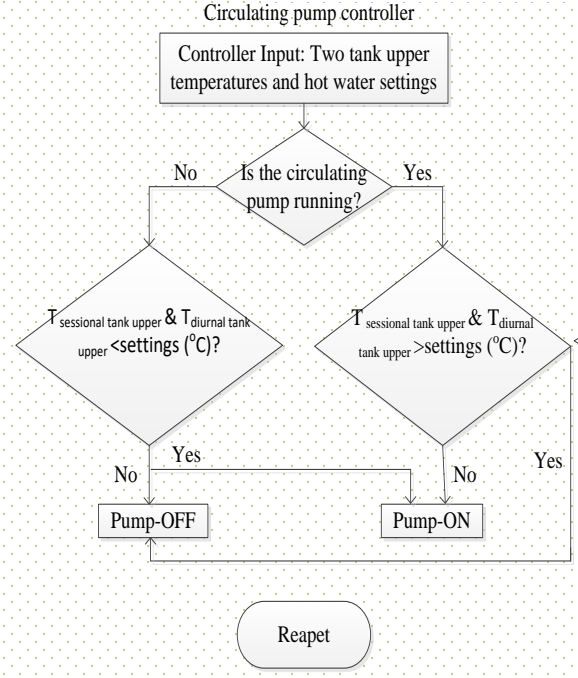 Circulating pump controller
Controller Input: Two tank upper
temperatures and hot water settings
No
Is the circulating
pump running?
Yes
T sessional tank upper & Tdiurnal tank
upper <settings (°C)?
T sessional tank upper & Tdiurnal
tank upper >settings (°C)?
No
Yes
No
Yes
Pump-OFF
Pump-ON
Reapet